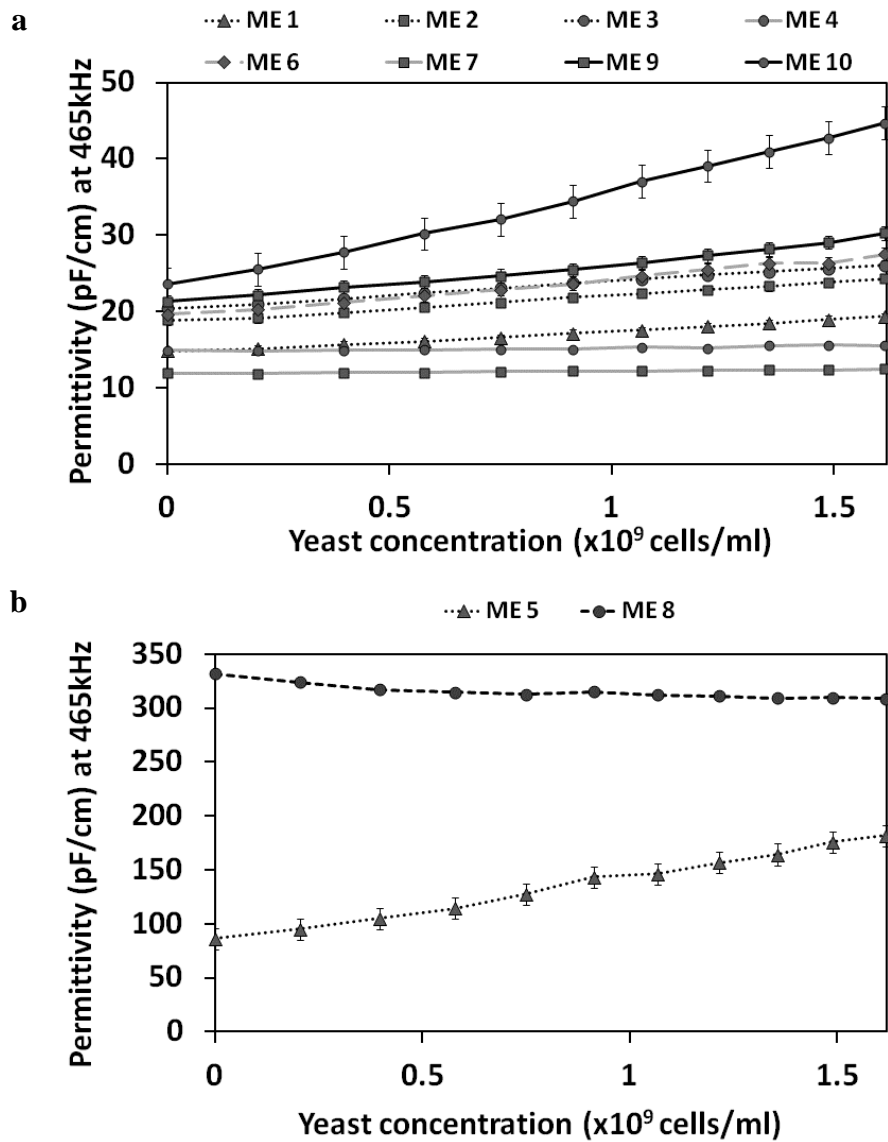 a
ME 1 ME 2 ME 3 ME 4
ME 6 ME 7 ME 9 ME 10
Permittivity (pF/cm) at 465kHz
50
40
30
20
10
0
0 0.5 1 1.5
Yeast concentration (x10⁹ cells/ml)
b
ME 5 ME 8
Permittivity (pF/cm) at 465kHz
350
300
250
200
150
100
50
0
0 0.5 1 1.5
Yeast concentration (x10⁹ cells/ml)